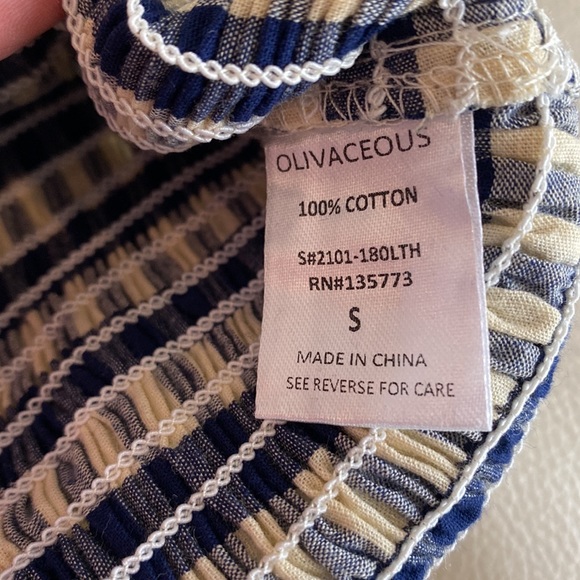 OLIVACEOUS
100% COTTON
S#2101-180LTH
RN#135773
S
MADE IN CHINA
SEE REVERSE FOR CARE